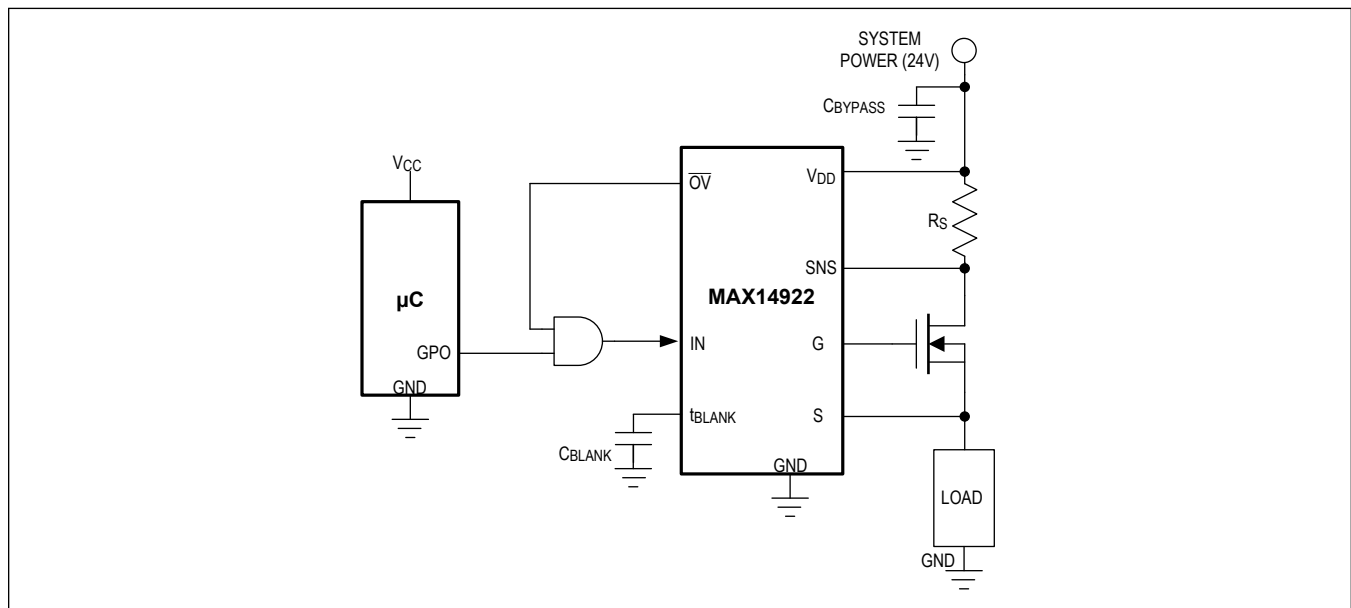 SYSTEM
POWER (24V)
CBYPASS
VCC
OV
VDD
RS
SNS
µC
MAX14922
GPO
IN
G
GND
tBLANK
S
CBLANK
GND
LOAD
GND